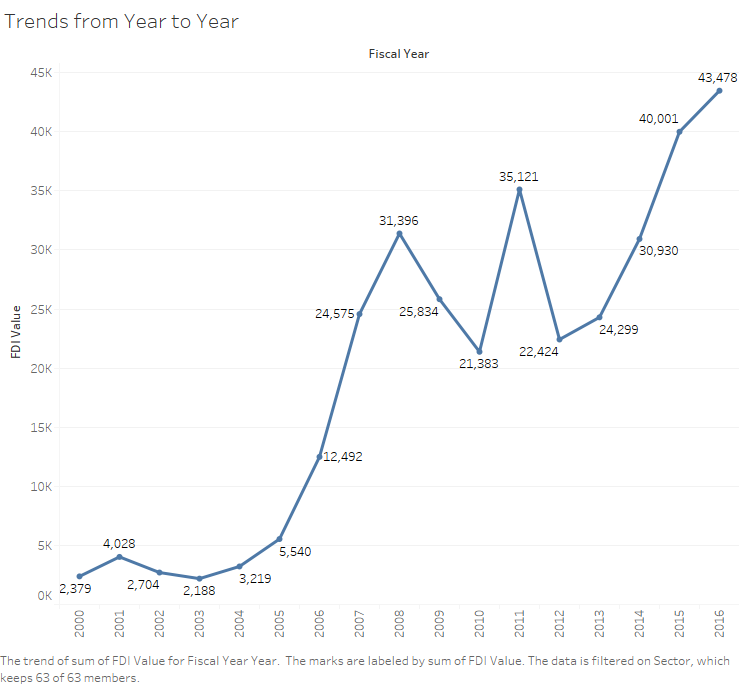 Trends from Year to Year
Fiscal Year
45K
40K
35K
30K
25K
20K
15K
10K
5K
0K
FDI Value
2,379
4,028
2,704
2,188
3,219
5,540
12,492
24,575
31,396
25,834
21,383
35,121
22,424
24,299
30,930
40,001
43,478
2000
2001
2002
2003
2004
2005
2006
2007
2008
2009
2010
2011
2012
2013
2014
2015
2016
The trend of sum of FDI Value for Fiscal Year Year.  The marks are labeled by sum of FDI Value. The data is filtered on Sector, which
keeps 63 of 63 members.